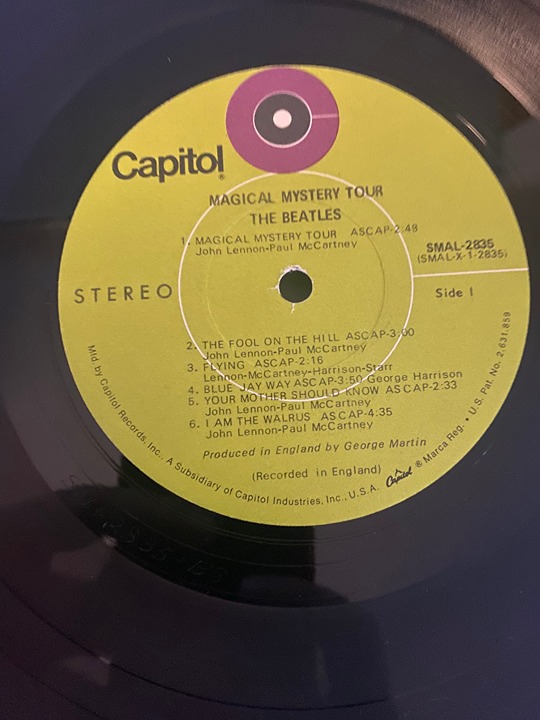 Capitol®
MAGICAL MYSTERY TOUR
THE BEATLES
1. MAGICAL MYSTERY TOUR ASCAP-2:48
John Lennon-Paul McCartney
SMAL-2835
(SMAL-X-1-2835)
STEREO
Side 1
2. THE FOOL ON THE HILL ASCAP-3:00
John Lennon-Paul McCartney
3. FLYING ASCAP-2:16
Lennon-McCartney-Harrison-Starr
4. BLUE JAY WAY ASCAP-3:50-George Harrison
5. YOUR MOTHER SHOULD KNOW ASCAP-2:33
John Lennon-Paul McCartney
6. I AM THE WALRUS ASCAP-4:35
John Lennon-Paul McCartney
Produced in England by George Martin
(Recorded in England)
Mfd. by Capitol Records, Inc., A Subsidiary of Capitol Industries, Inc., U.S.A. Capitol ® Marca Reg. • U.S. Pat. No. 2,631,859